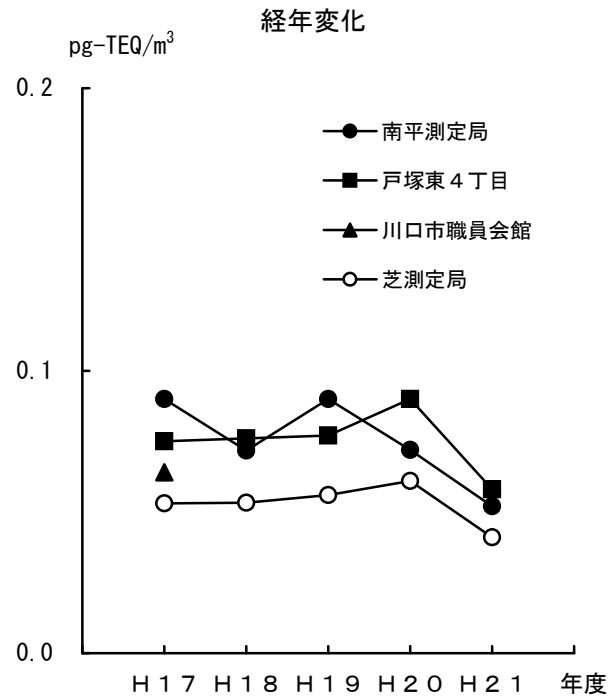 経年変化
pg-TEQ/m³
0.2
南平測定局
戸塚東４丁目
川口市職員会館
芝測定局
0.1
0.0
Ｈ１７ Ｈ１８ Ｈ１９ Ｈ２０ Ｈ２１ 年度